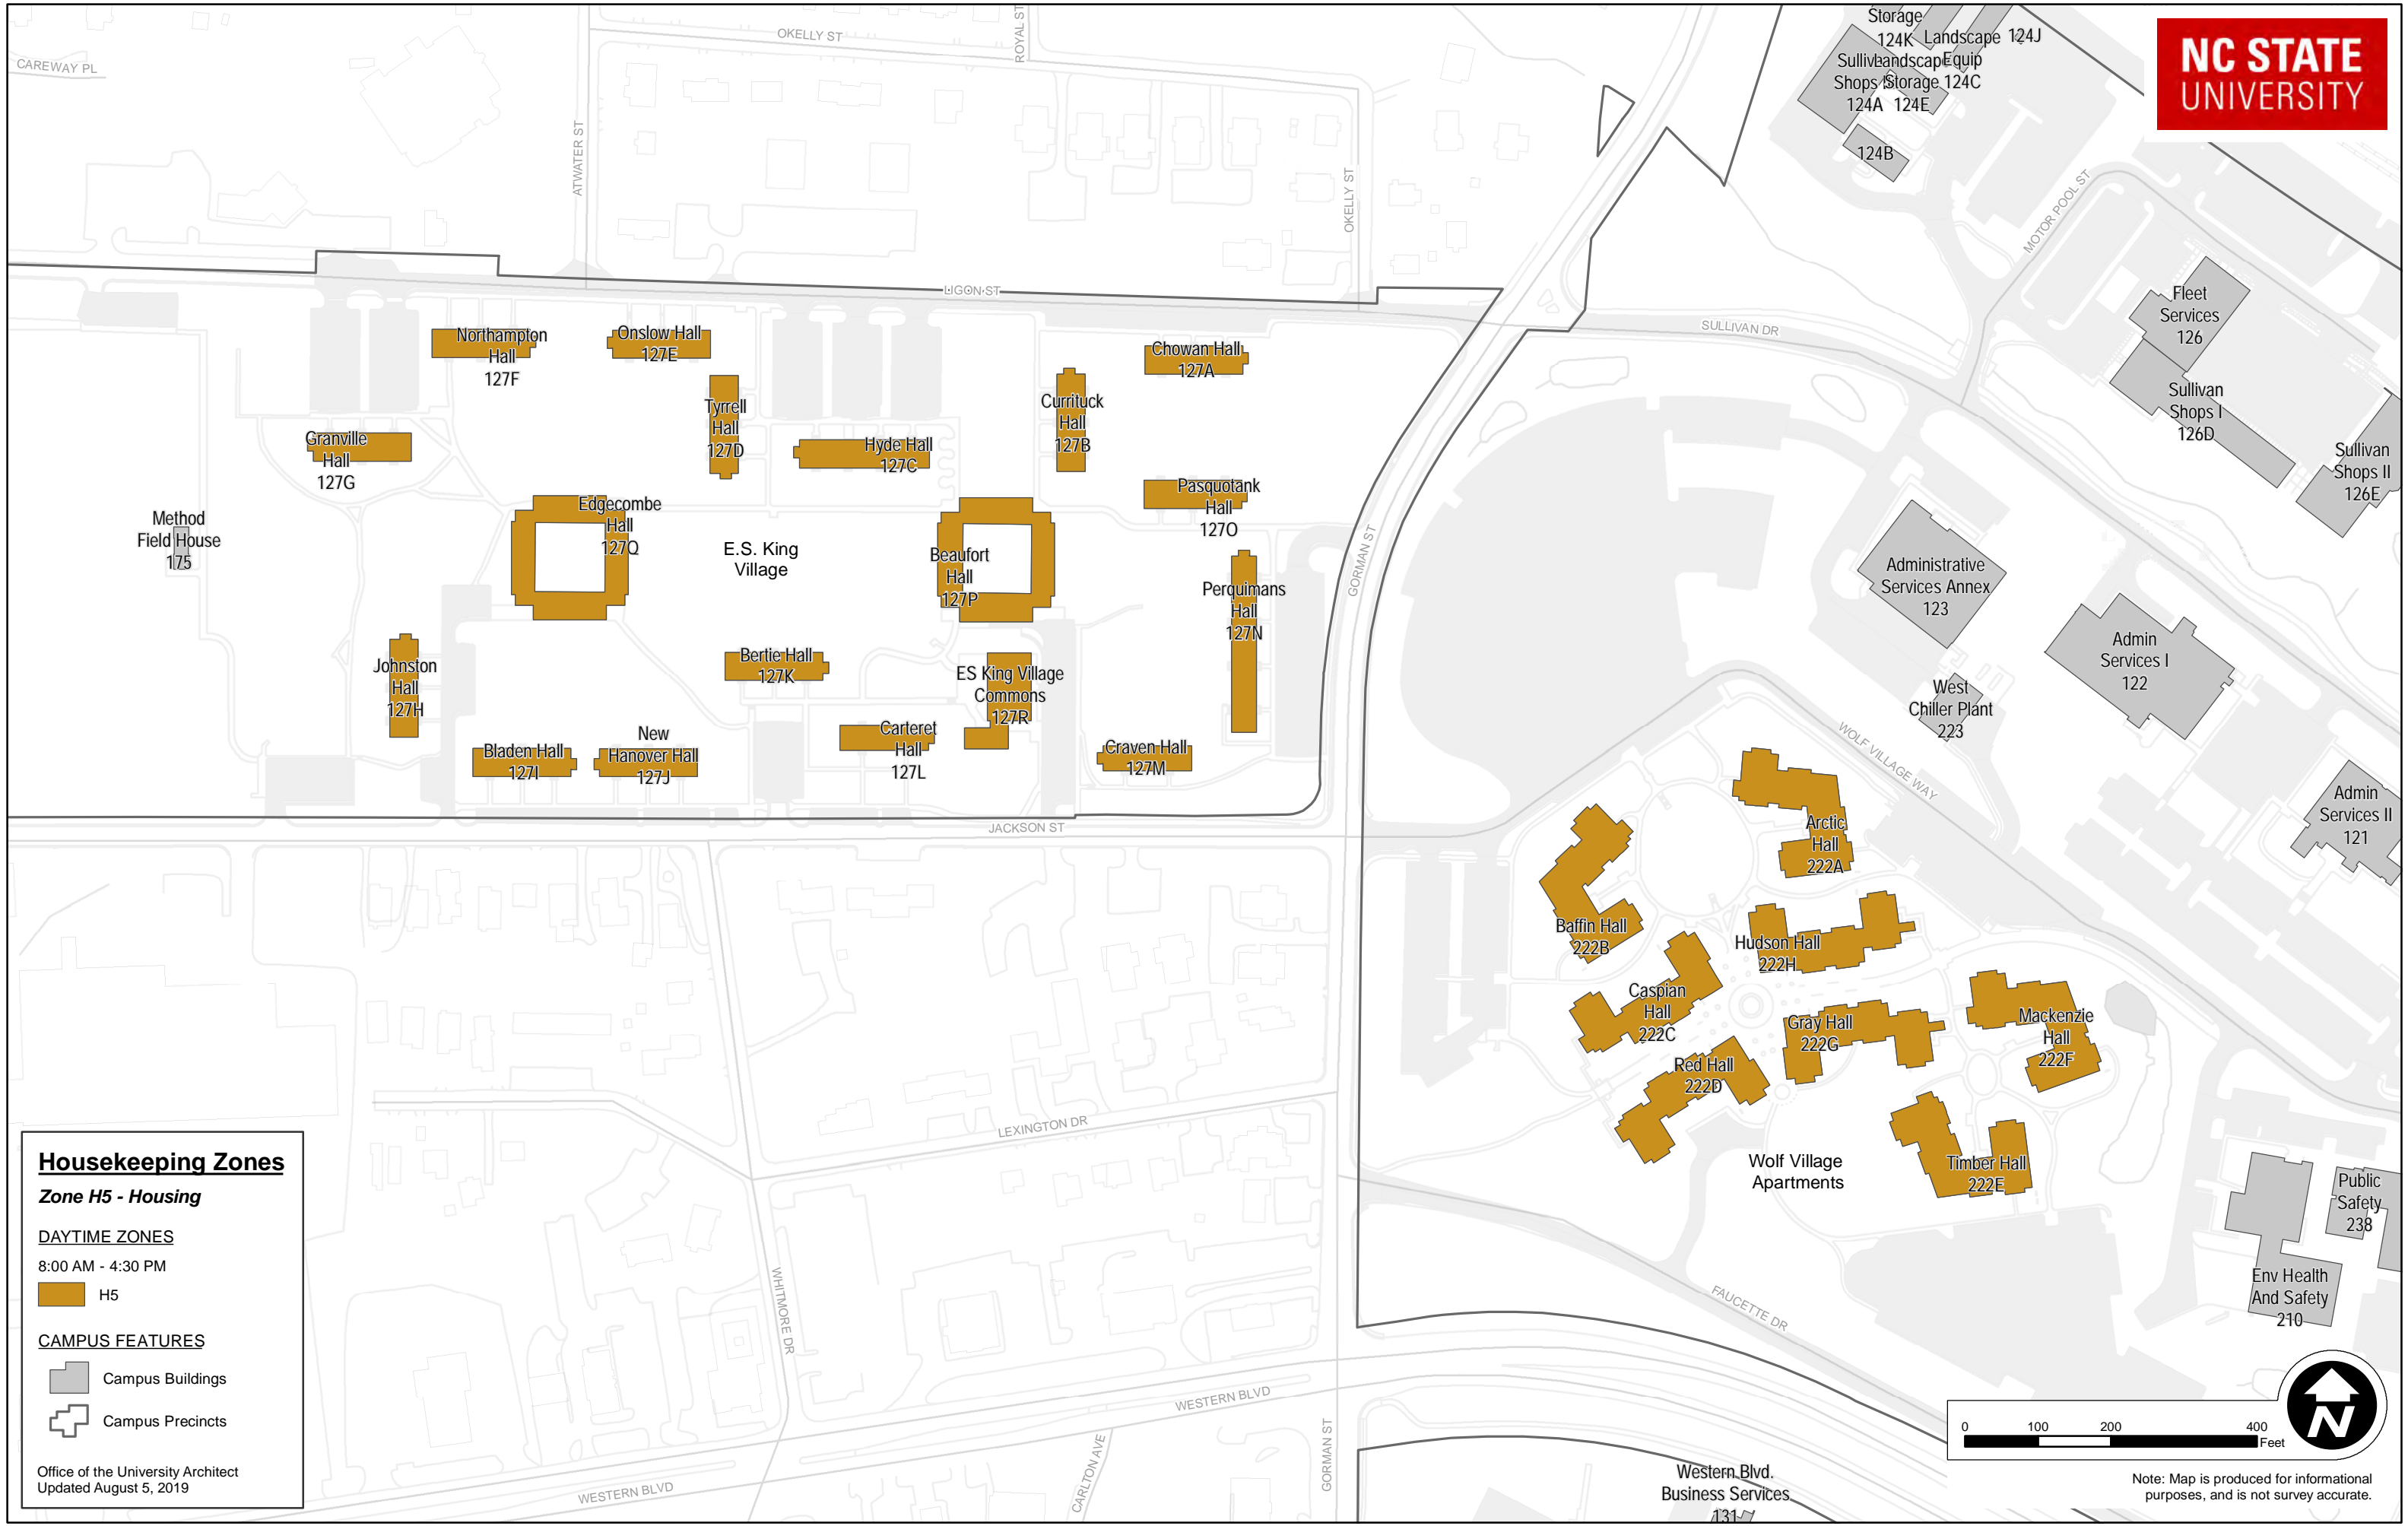 Storage
124K
Landscape
124J
Equip
124C
Sullivan
Shops
124A
Landscape
Storage
124E
124B
NC STATE
UNIVERSITY
OKELLY ST
ROYAL ST
CAREWAY PL
ATWATER ST
OKELLY ST
MOTOR POOL ST
LIGON ST
SULLIVAN DR
Fleet
Services
126
Northampton
Hall
127F
Onslow Hall
127E
Chowan Hall
127A
Tyrrell
Hall
127D
Currituck
Hall
127B
Sullivan
Shops I
126D
Granville
Hall
127G
Hyde Hall
127C
Sullivan
Shops II
126E
Pasquotank
Hall
127O
Edgecombe
Hall
127Q
Method
Field House
175
E.S. King
Village
Beaufort
Hall
127P
GORMAN ST
Administrative
Services Annex
123
Perquimans
Hall
127N
Admin
Services I
122
Johnston
Hall
127H
Bertie Hall
127K
ES King Village
Commons
127R
West
Chiller Plant
223
Bladen Hall
127I
New
Hanover Hall
127J
Carteret
Hall
127L
Craven Hall
127M
WOLF VILLAGE WAY
Admin
Services II
121
JACKSON ST
Arctic
Hall
222A
Baffin Hall
222B
Hudson Hall
222H
Caspian
Hall
222C
Gray Hall
222G
Mackenzie
Hall
222F
Red Hall
222D
LEXINGTON DR
Wolf Village
Apartments
Timber Hall
222E
Public
Safety
238
Env Health
And Safety
210
WHITMORE DR
FAUCETTE DR
WESTERN BLVD
WESTERN BLVD
CARLTON AVE
GORMAN ST
Western Blvd.
Business Services
131
Housekeeping Zones
Zone H5 - Housing
DAYTIME ZONES
8:00 AM - 4:30 PM
H5
CAMPUS FEATURES
Campus Buildings
Campus Precincts
Office of the University Architect
Updated August 5, 2019
0 100 200 400
Feet
N
Note: Map is produced for informational
purposes, and is not survey accurate.